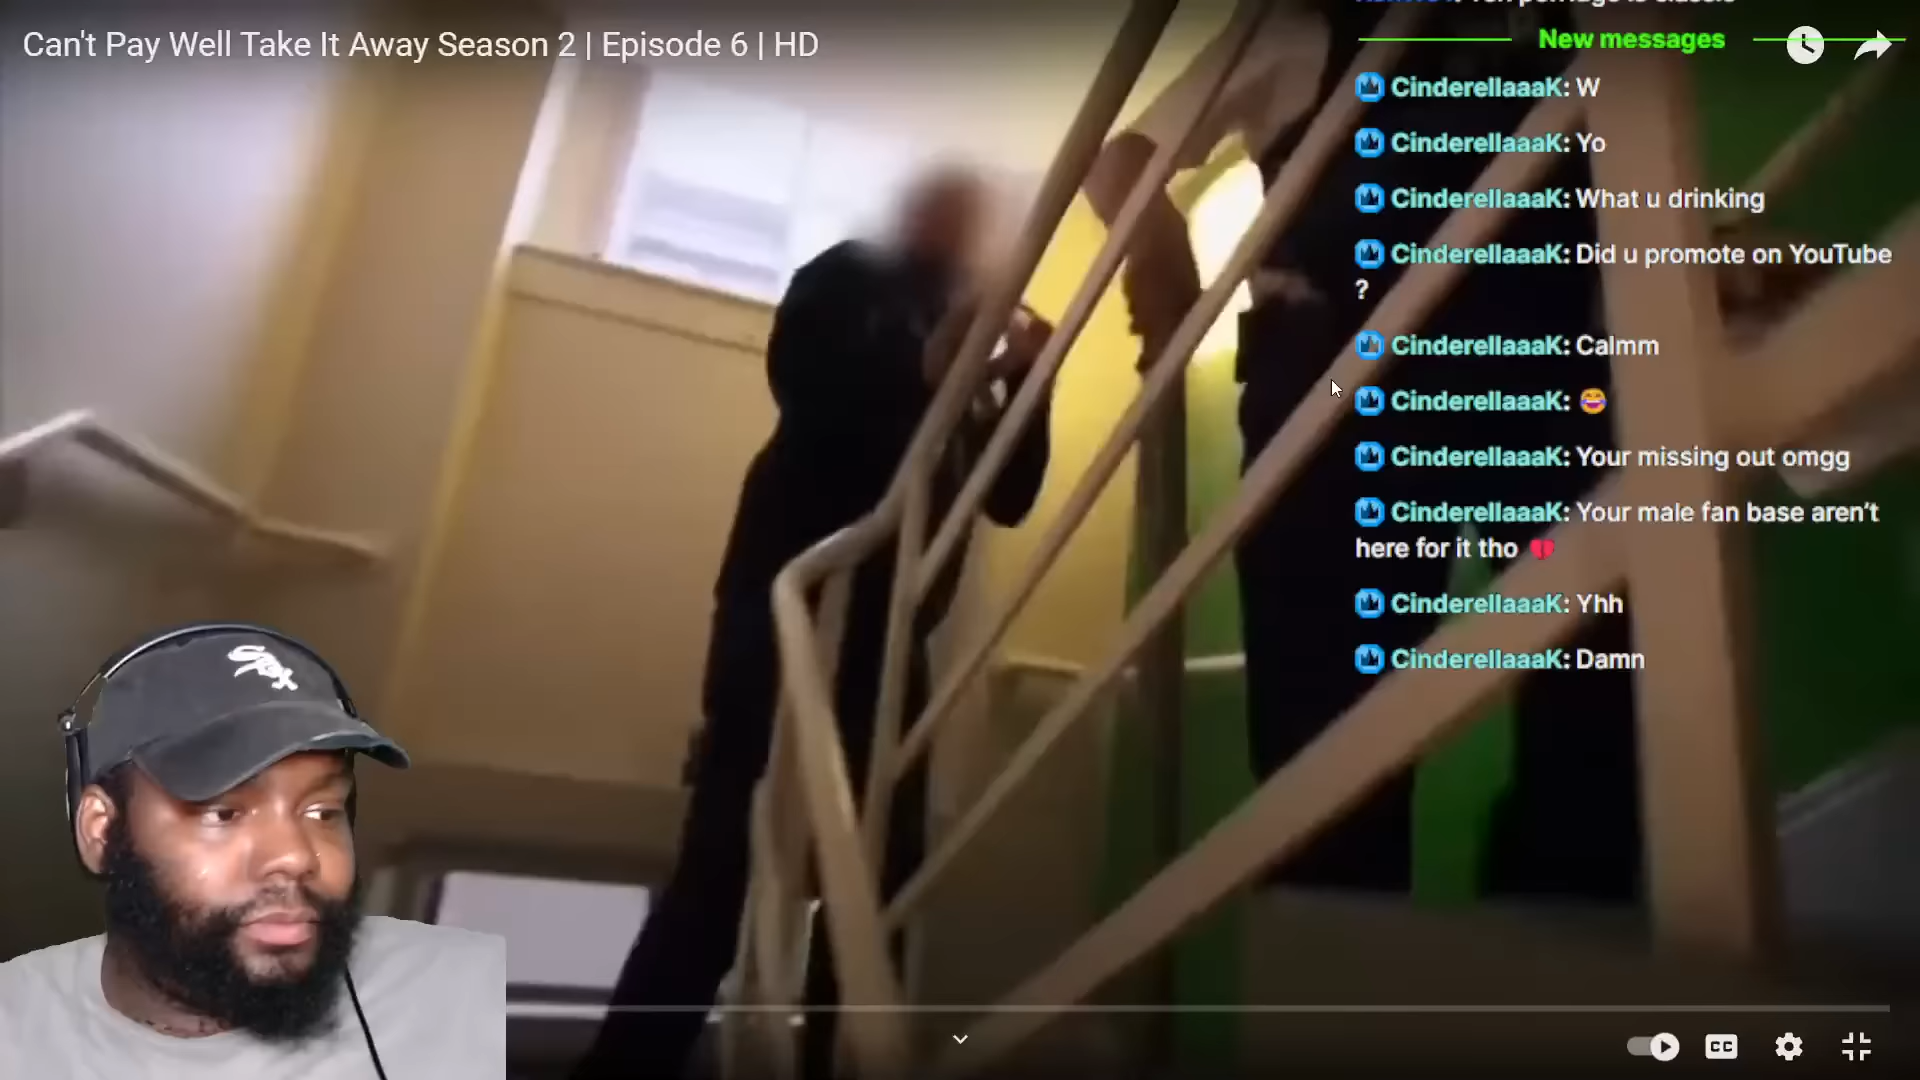 Can't Pay Well Take It Away Season 2 | Episode 6 | HD
New messages
CinderellaaaK: W
CinderellaaaK: Yo
CinderellaaaK: What u drinking
CinderellaaaK: Did u promote on YouTube
?
CinderellaaaK: Calmm
CinderellaaaK: 😂
CinderellaaaK: Your missing out omgg
CinderellaaaK: Your male fan base aren't
here for it tho 💔
CinderellaaaK: Yhh
CinderellaaaK: Damn
CC